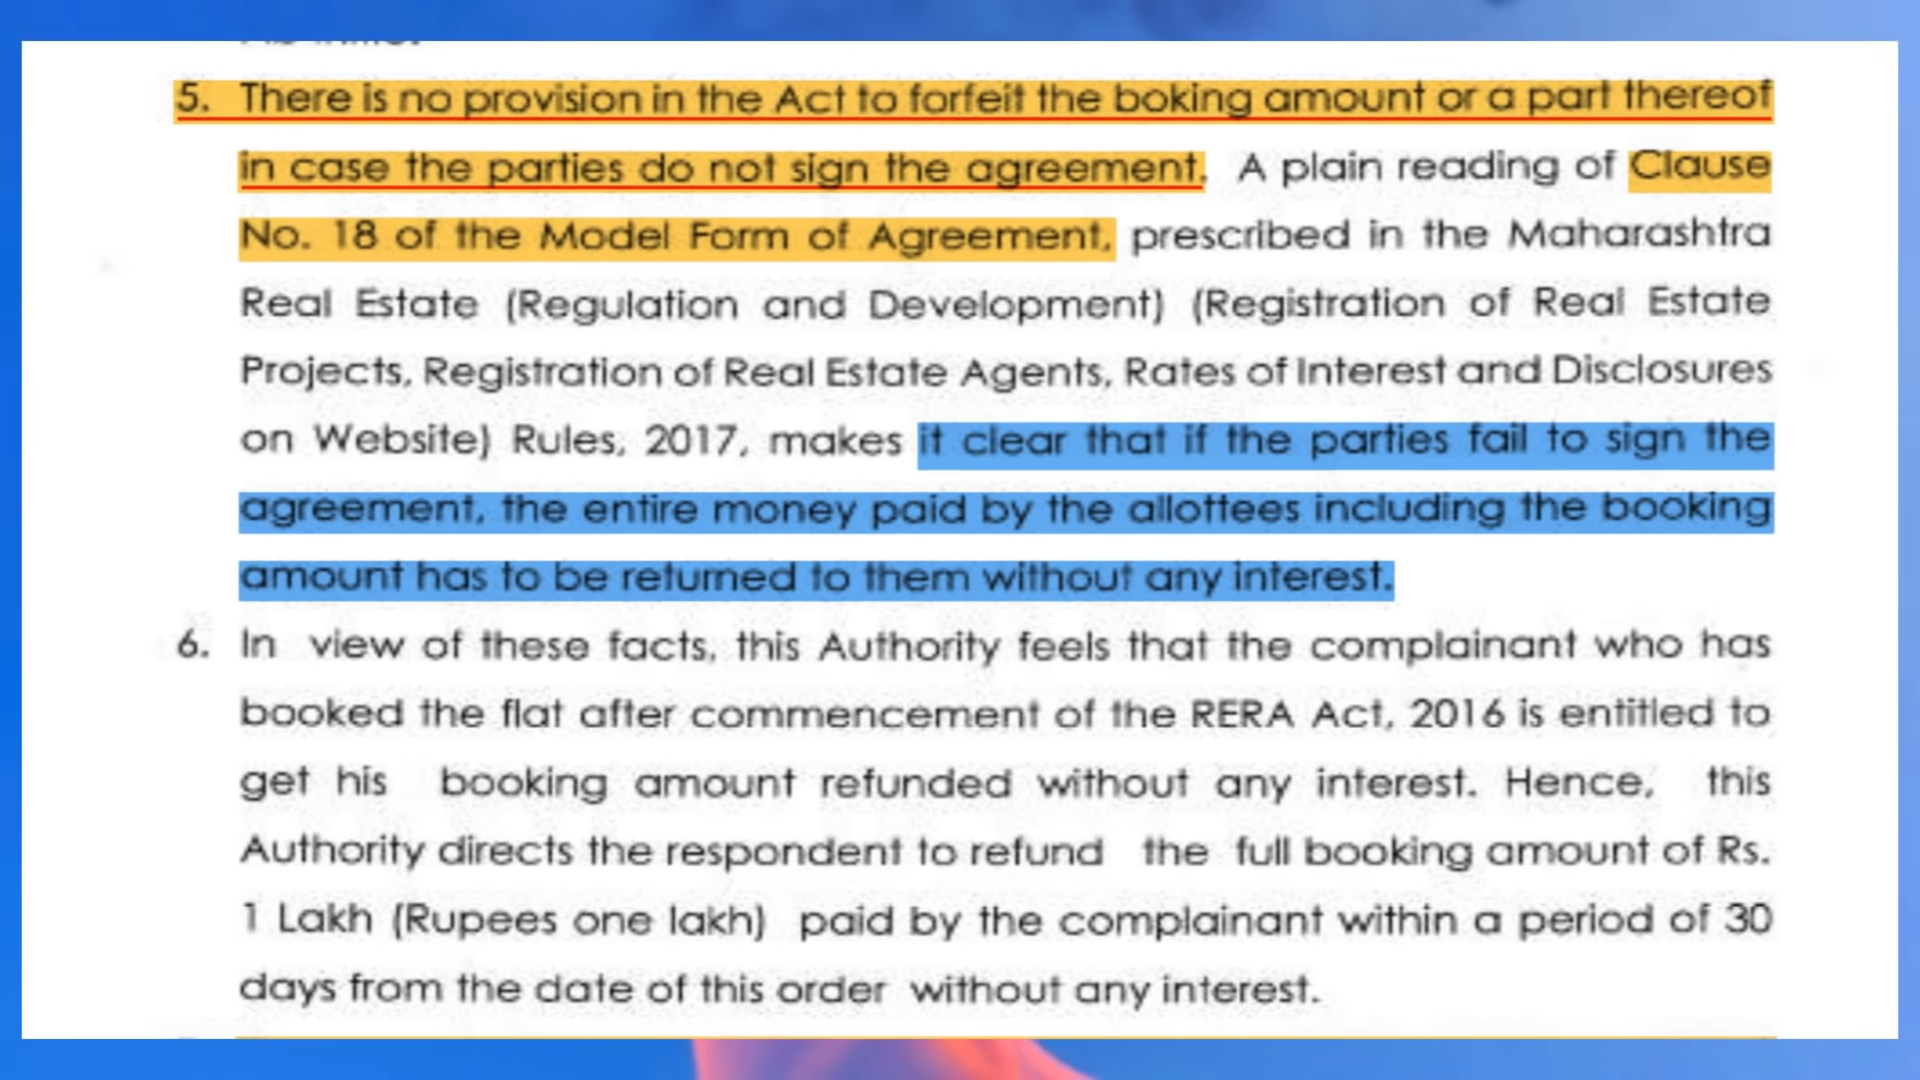 5. There is no provision in the Act to forfeit the boking amount or a part thereof
in case the parties do not sign the agreement. A plain reading of Clause
No. 18 of the Model Form of Agreement, prescribed in the Maharashtra
Real Estate (Regulation and Development) (Registration of Real Estate
Projects, Registration of Real Estate Agents, Rates of Interest and Disclosures
on Website) Rules, 2017, makes it clear that if the parties fail to sign the
agreement, the entire money paid by the allottees including the booking
amount has to be returned to them without any interest.
6. In view of these facts, this Authority feels that the complainant who has
booked the flat after commencement of the RERA Act, 2016 is entitled to
get his booking amount refunded without any interest. Hence, this
Authority directs the respondent to refund the full booking amount of Rs.
1 Lakh (Rupees one lakh) paid by the complainant within a period of 30
days from the date of this order without any interest.